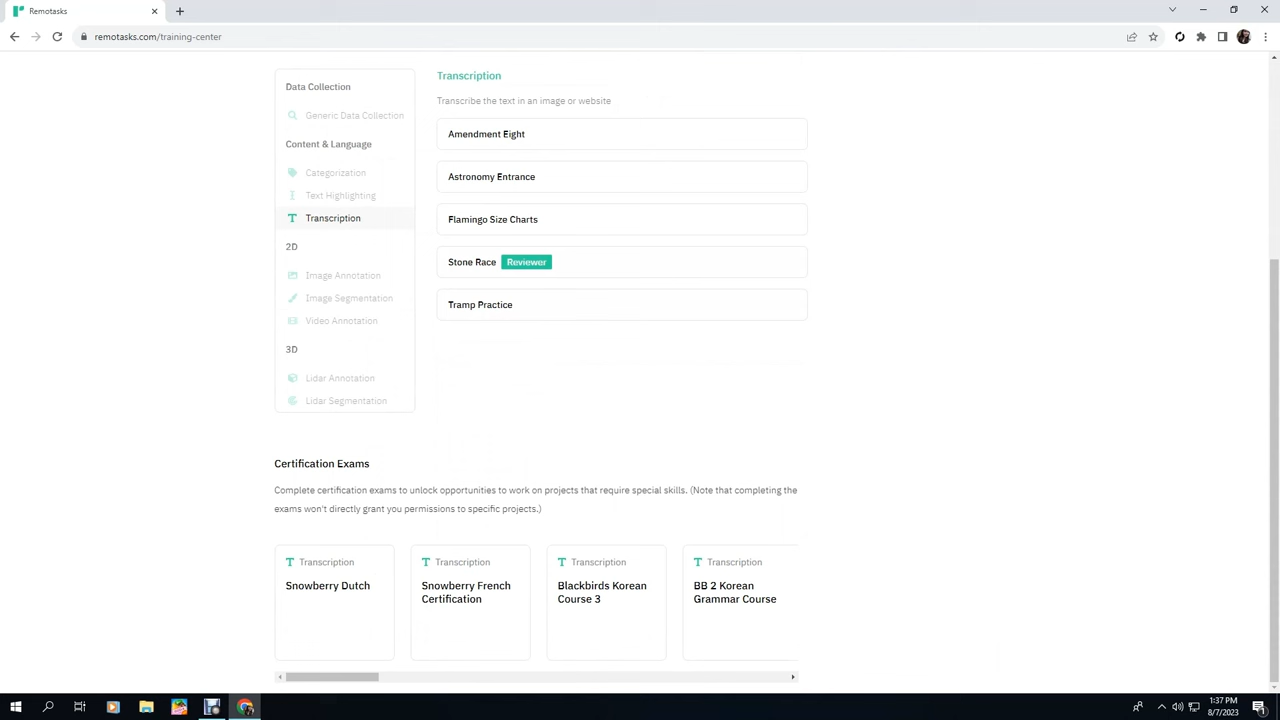 Remotasks
remotasks.com/training-center
Data Collection
Generic Data Collection
Content & Language
Categorization
Text Highlighting
Transcription
2D
Image Annotation
Image Segmentation
Video Annotation
3D
Lidar Annotation
Lidar Segmentation
Transcription
Transcribe the text in an image or website
Amendment Eight
Astronomy Entrance
Flamingo Size Charts
Stone Race Reviewer
Tramp Practice
Certification Exams
Complete certification exams to unlock opportunities to work on projects that require special skills. (Note that completing the
exams won't directly grant you permissions to specific projects.)
Transcription
Snowberry Dutch
Transcription
Snowberry French
Certification
Transcription
Blackbirds Korean
Course 3
Transcription
BB 2 Korean
Grammar Course
1:37 PM
8/7/2023